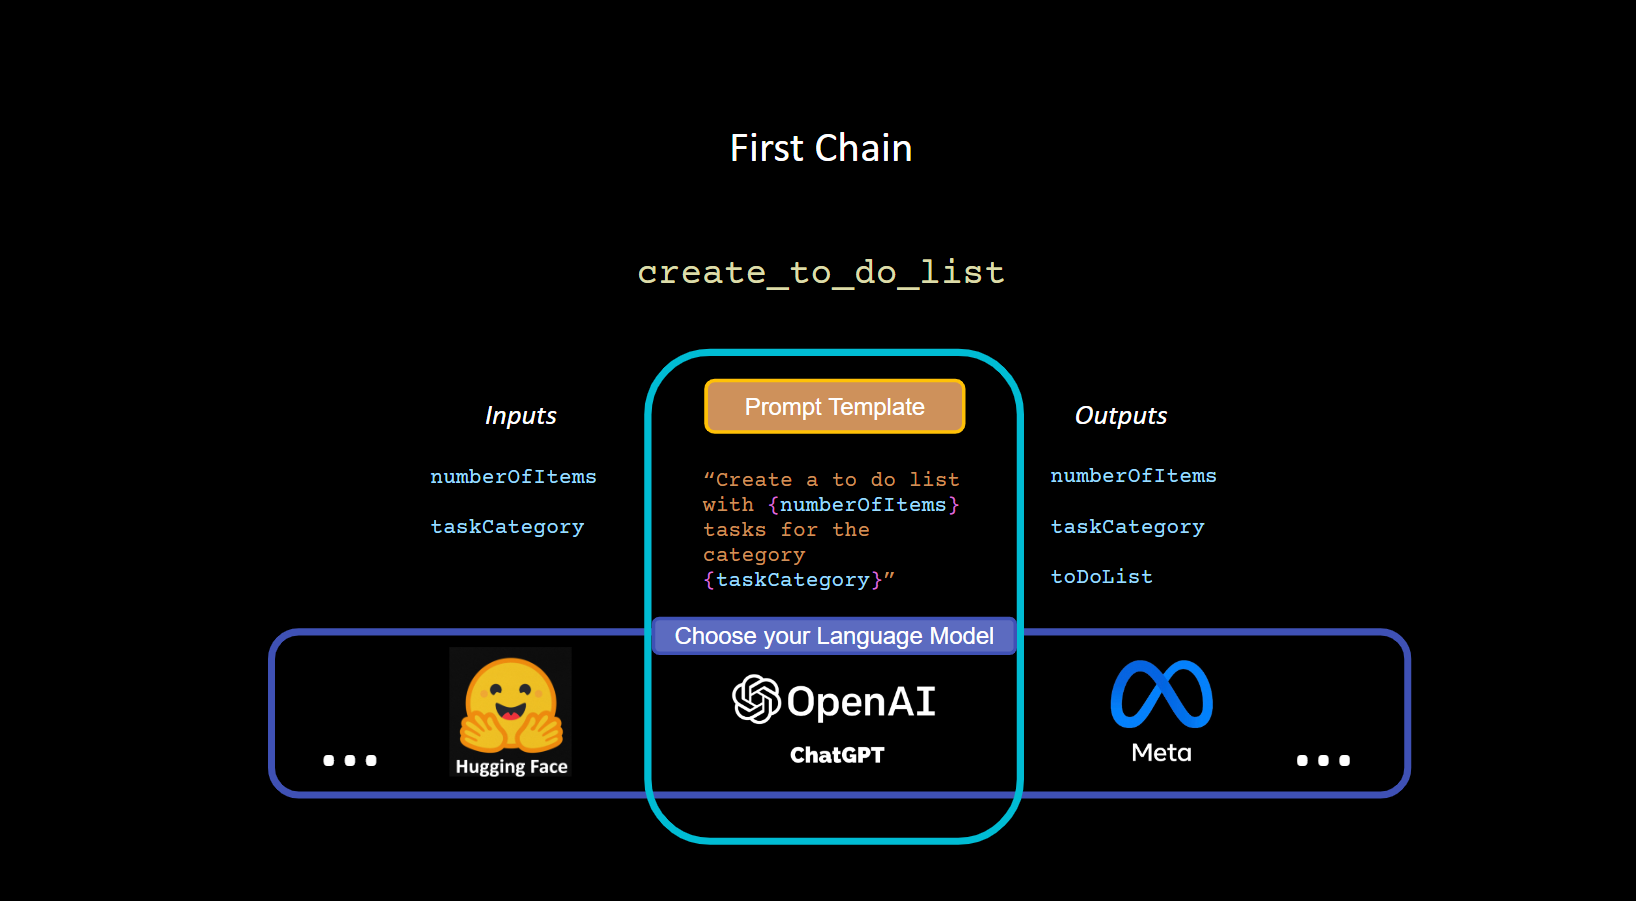 First Chain
create_to_do_list
Inputs
numberOfItems
taskCategory
Prompt Template
“Create a to do list
with {numberOfItems}
tasks for the
category
{taskCategory}”
Outputs
numberOfItems
taskCategory
toDoList
Choose your Language Model
...
Hugging Face
OpenAI
ChatGPT
Meta
...